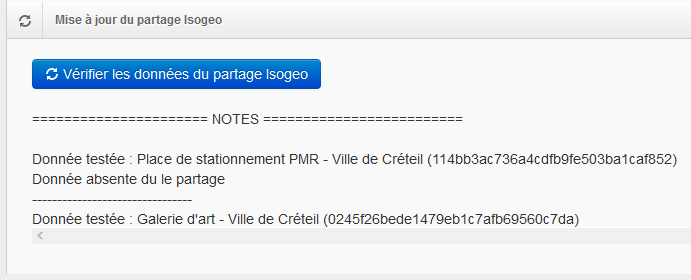 Mise à jour du partage Isogeo
Vérifier les données du partage Isogeo
====================== NOTES =========================
Donnée testée : Place de stationnement PMR - Ville de Créteil (114bb3ac736a4cdfb9fe503ba1caf852)
Donnée absente du le partage
--------------------------------
Donnée testée : Galerie d'art - Ville de Créteil (0245f26bede1479eb1c7afb69560c7da)